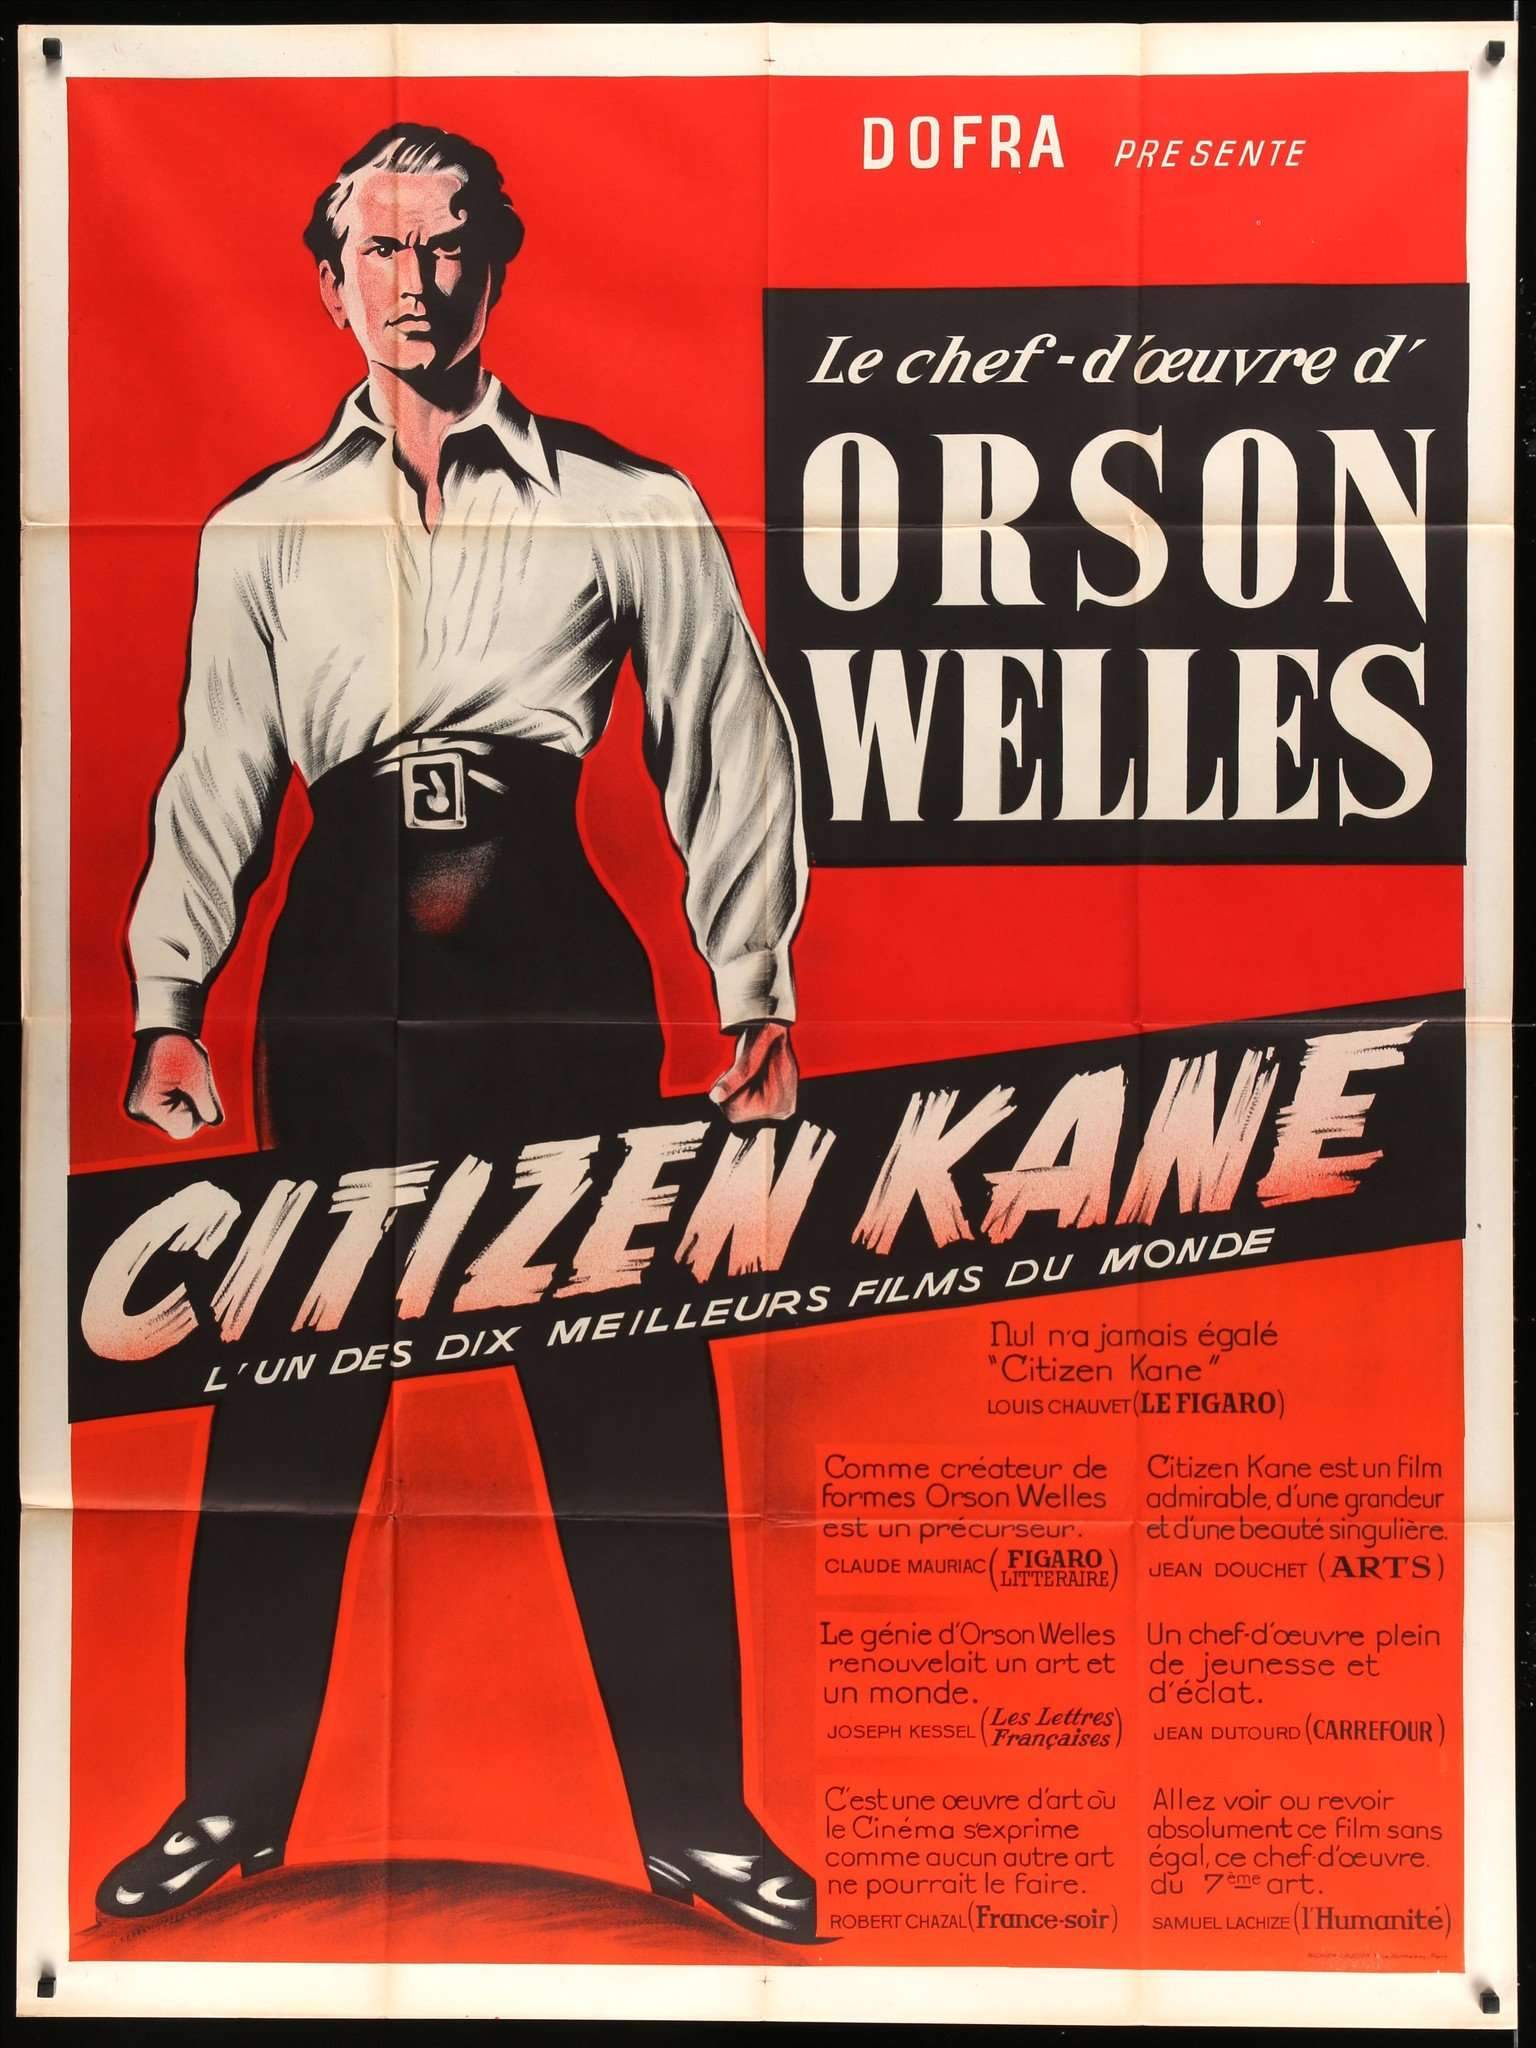 DOFRA PRESENTE
Le chef-d'œuvre d'
ORSON
WELLES
CITIZEN KANE
L'UN DES DIX MEILLEURS FILMS DU MONDE
Nul n'a jamais égalé
"Citizen Kane"
LOUIS CHAUVET (LE FIGARO)
Comme créateur de
formes Orson Welles
est un précurseur.
CLAUDE MAURIAC (FIGARO
LITTERAIRE)
Citizen Kane est un film
admirable, d'une grandeur
et d'une beauté singulière.
JEAN DOUCHET (ARTS)
Le génie d'Orson Welles
renouvelait un art et
un monde.
JOSEPH KESSEL (Les Lettres
Françaises)
Un chef-d'œuvre plein
de jeunesse et
d'éclat.
JEAN DUTOURD (CARREFOUR)
C'est une œuvre d'art où
le Cinéma s'exprime
comme aucun autre art
ne pourrait le faire.
ROBERT CHAZAL (France-soir)
Allez voir ou revoir
absolument ce film sans
égal, ce chef-d'œuvre.
du 7ème art.
SAMUEL LACHIZE (l'Humanité)